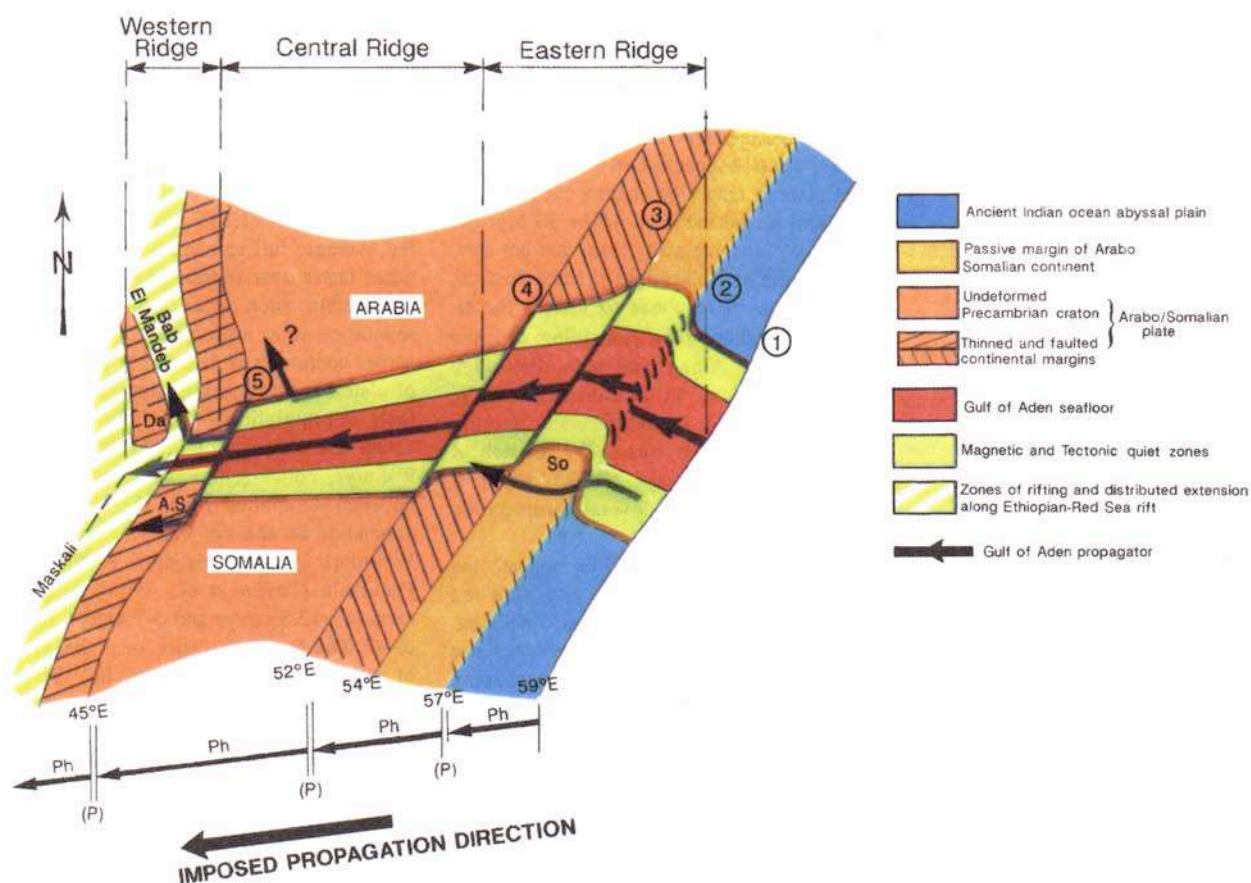 Western
Ridge
Central Ridge
Eastern Ridge
N
Bab
El Mandeb
ARABIA
?
1
2
3
4
5
Da
So
A.S
SOMALIA
Maskali
45°E
52°E
54°E
57°E
59°E
Ph
Ph
Ph
Ph
(P)
(P)
(P)
IMPOSED PROPAGATION DIRECTION
Ancient Indian ocean abyssal plain
Passive margin of Arabo
Somalian continent
Undeformed
Precambrian craton
Thinned and faulted
continental margins
Arabo/Somalian
plate
Gulf of Aden seafloor
Magnetic and Tectonic quiet zones
Zones of rifting and distributed extension
along Ethiopian-Red Sea rift
Gulf of Aden propagator